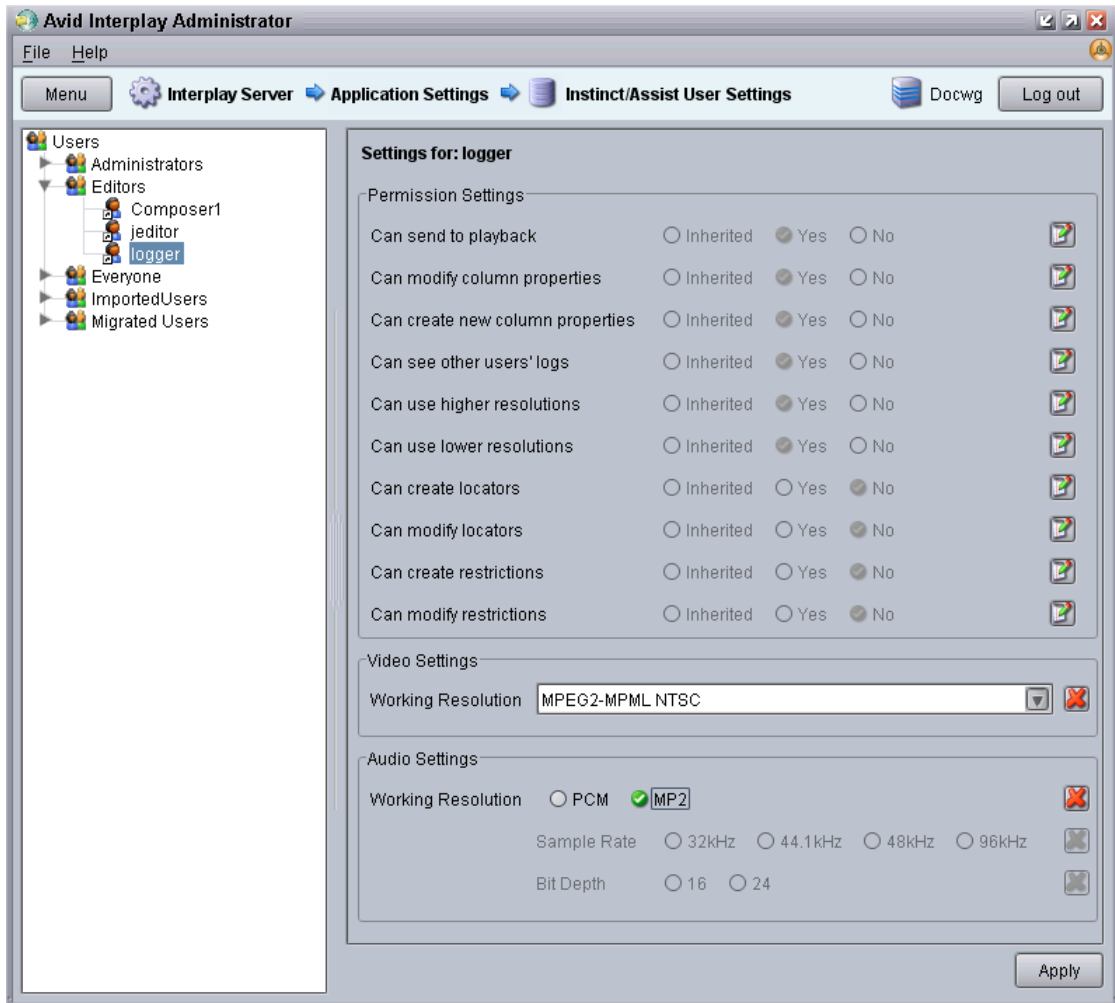 Avid Interplay Administrator
File Help
Menu Interplay Server Application Settings Instinct/Assist User Settings Docwg Log out
Users
Administrators
Editors
Composer1
jeditor
logger
Everyone
ImportedUsers
Migrated Users
Settings for: logger
Permission Settings
Can send to playback Inherited Yes No
Can modify column properties Inherited Yes No
Can create new column properties Inherited Yes No
Can see other users' logs Inherited Yes No
Can use higher resolutions Inherited Yes No
Can use lower resolutions Inherited Yes No
Can create locators Inherited Yes No
Can modify locators Inherited Yes No
Can create restrictions Inherited Yes No
Can modify restrictions Inherited Yes No
Video Settings
Working Resolution MPEG2-MPML NTSC
Audio Settings
Working Resolution PCM MP2
Sample Rate 32kHz 44.1kHz 48kHz 96kHz
Bit Depth 16 24
Apply